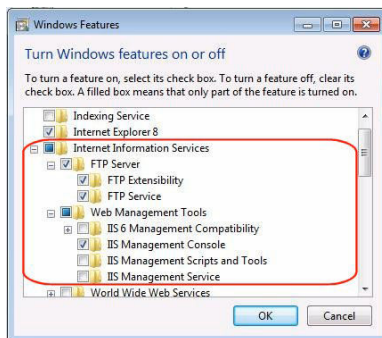 Windows Features
Turn Windows features on or off
To turn a feature on, select its check box. To turn a feature off, clear its
check box. A filled box means that only part of the feature is turned on.
Indexing Service
Internet Explorer 8
Internet Information Services
FTP Server
FTP Extensibility
FTP Service
Web Management Tools
IIS 6 Management Compatibility
IIS Management Console
IIS Management Scripts and Tools
IIS Management Service
World Wide Web Services
OK Cancel